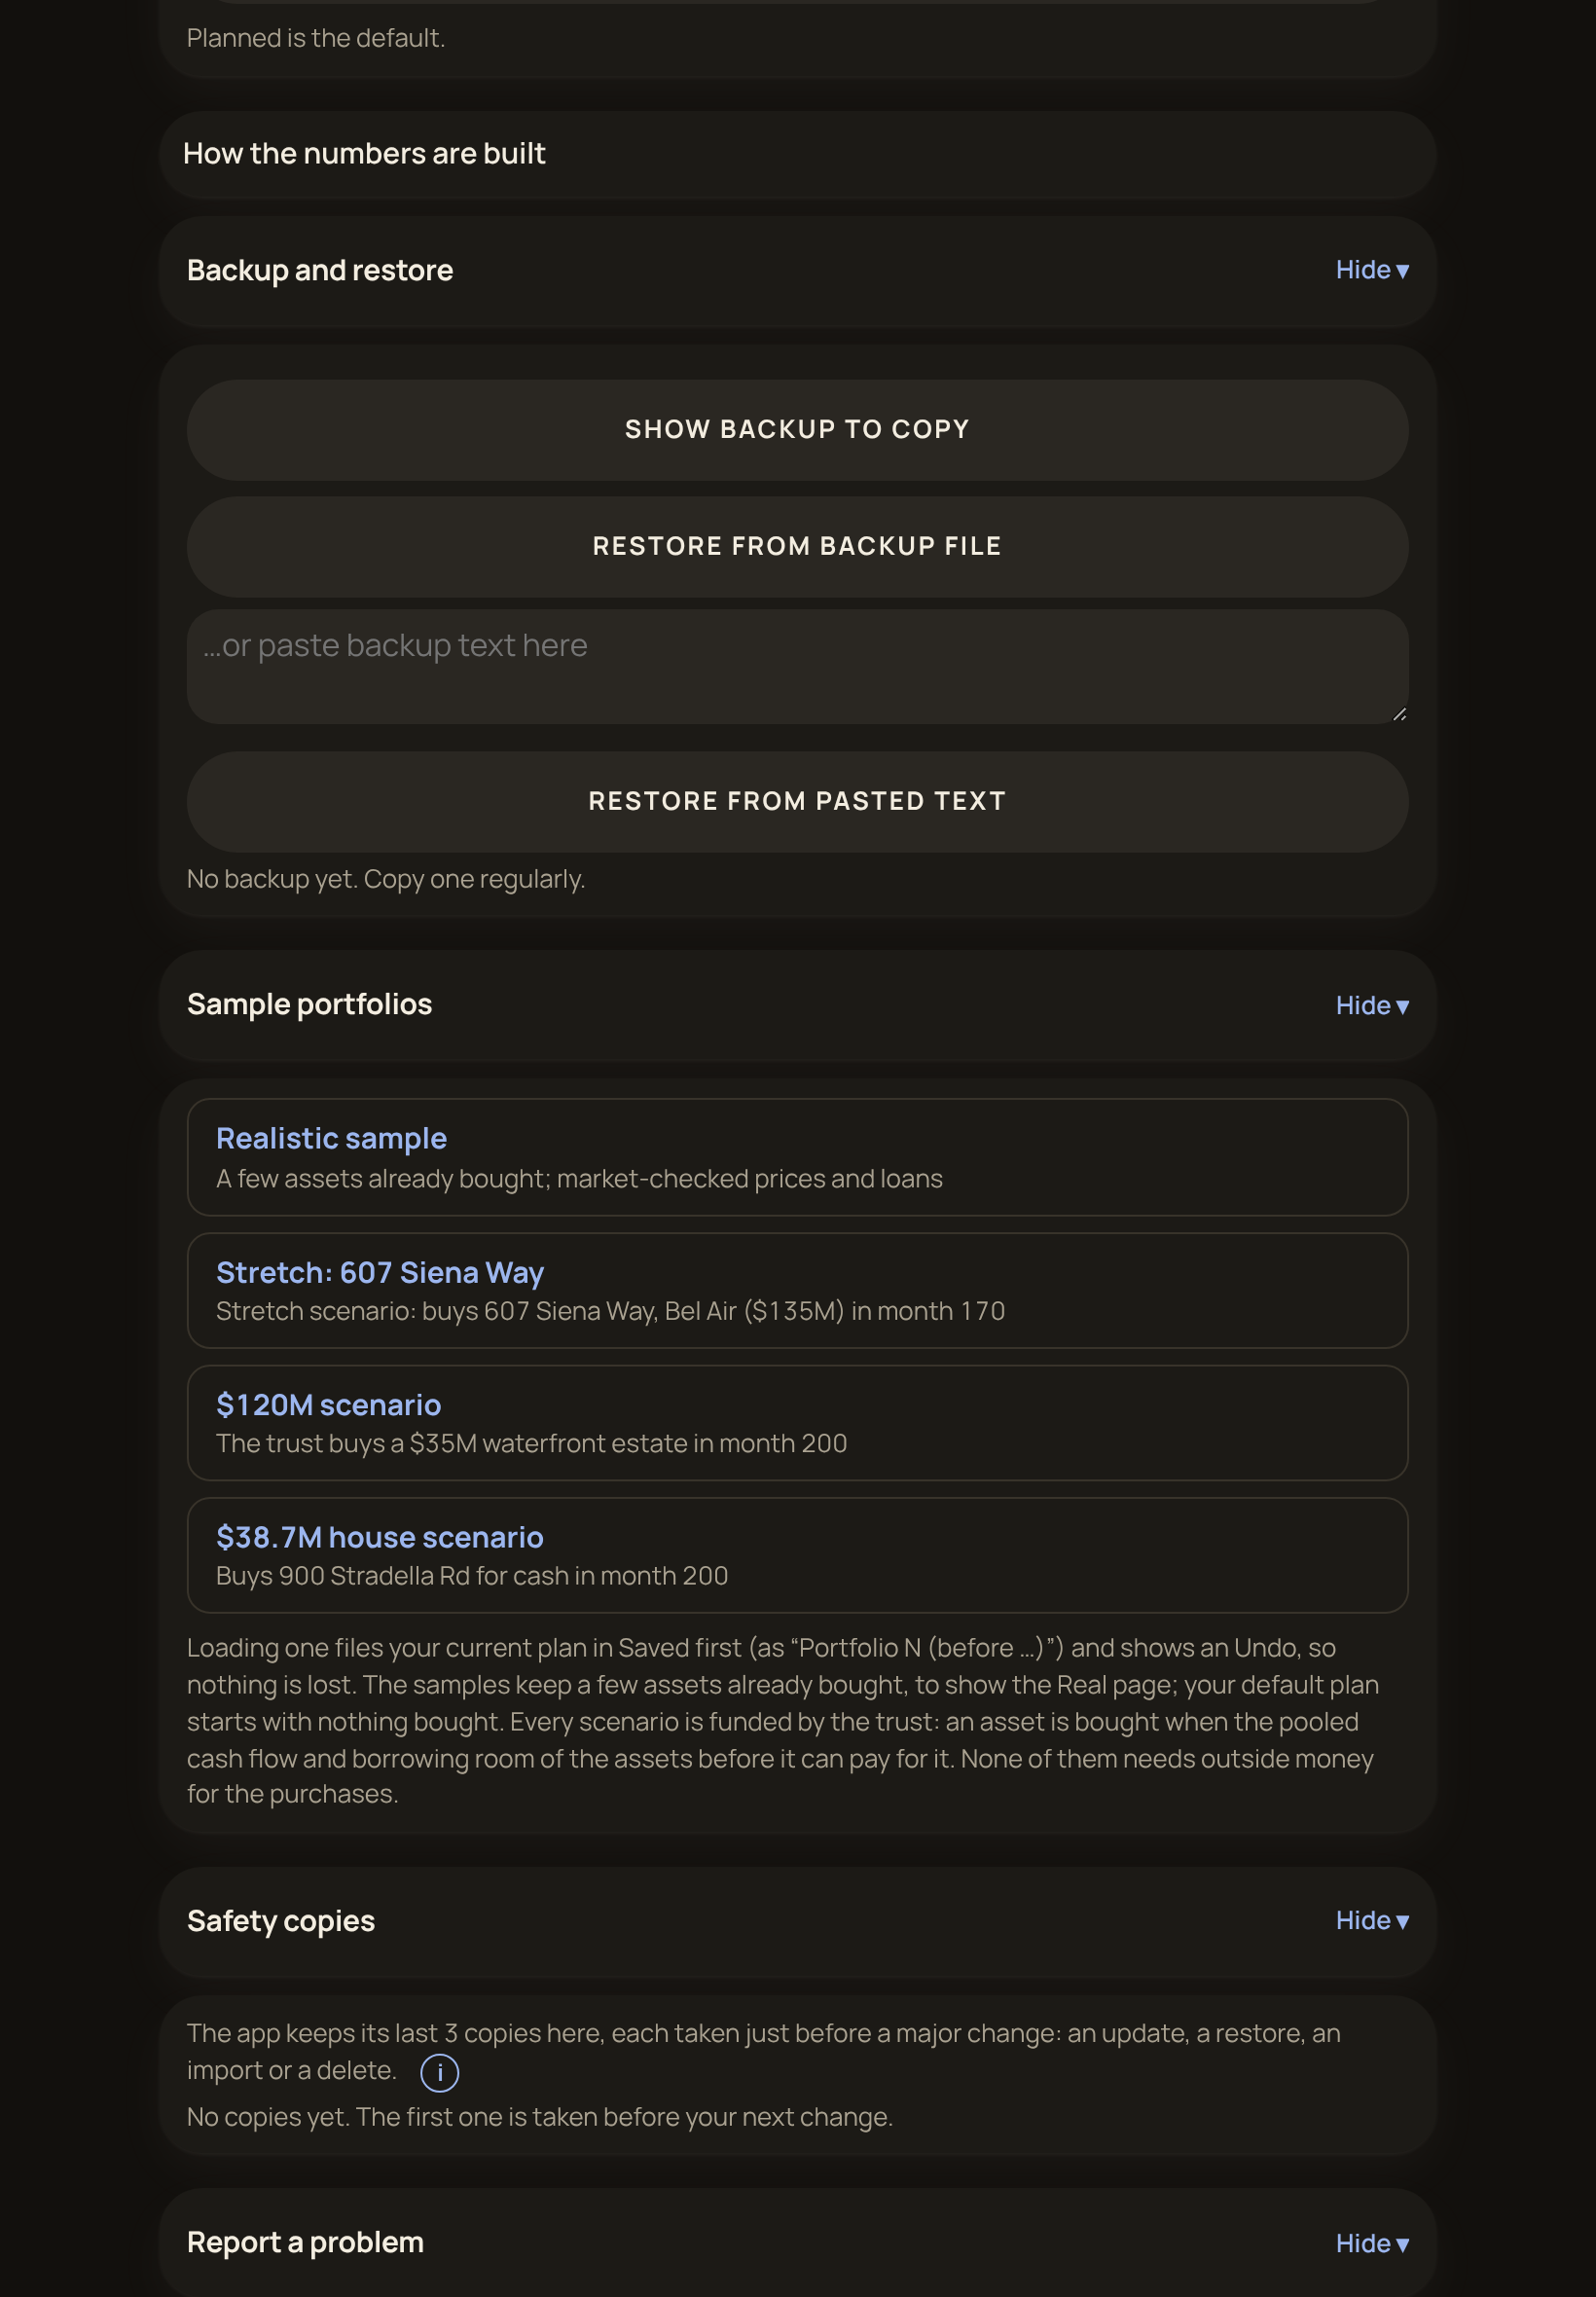 Planned is the default.
How the numbers are built
Backup and restore
Hide ▾
SHOW BACKUP TO COPY
RESTORE FROM BACKUP FILE
...or paste backup text here
RESTORE FROM PASTED TEXT
No backup yet. Copy one regularly.
Sample portfolios
Hide ▾
Realistic sample
A few assets already bought; market-checked prices and loans
Stretch: 607 Siena Way
Stretch scenario: buys 607 Siena Way, Bel Air ($135M) in month 170
$120M scenario
The trust buys a $35M waterfront estate in month 200
$38.7M house scenario
Buys 900 Stradella Rd for cash in month 200
Loading one files your current plan in Saved first (as “Portfolio N (before ...)”) and shows an Undo, so
nothing is lost. The samples keep a few assets already bought, to show the Real page; your default plan
starts with nothing bought. Every scenario is funded by the trust: an asset is bought when the pooled
cash flow and borrowing room of the assets before it can pay for it. None of them needs outside money
for the purchases.
Safety copies
Hide ▾
The app keeps its last 3 copies here, each taken just before a major change: an update, a restore, an
import or a delete. i
No copies yet. The first one is taken before your next change.
Report a problem
Hide ▾